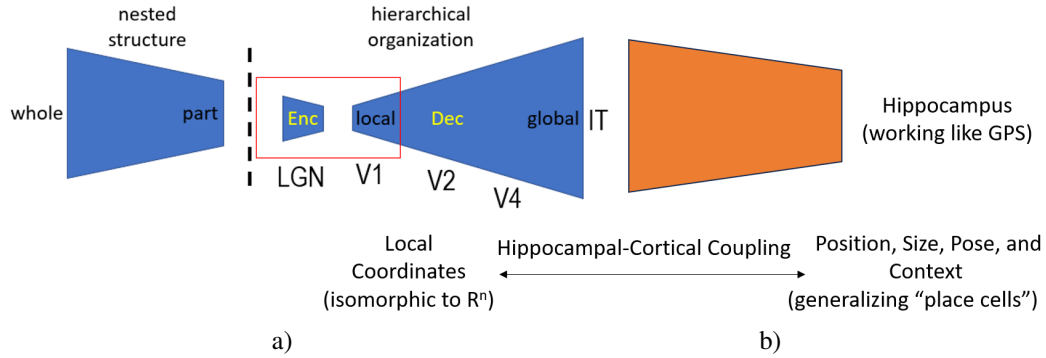 nested
structure
hierarchical
organization
whole
part
Enc
local
Dec
global
IT
LGN
V1
V2
V4
Hippocampus
(working like GPS)
Local
Coordinates
(isomorphic to Rⁿ)
Hippocampal-Cortical Coupling
Position, Size, Pose, and
Context
(generalizing “place cells”)
a)
b)